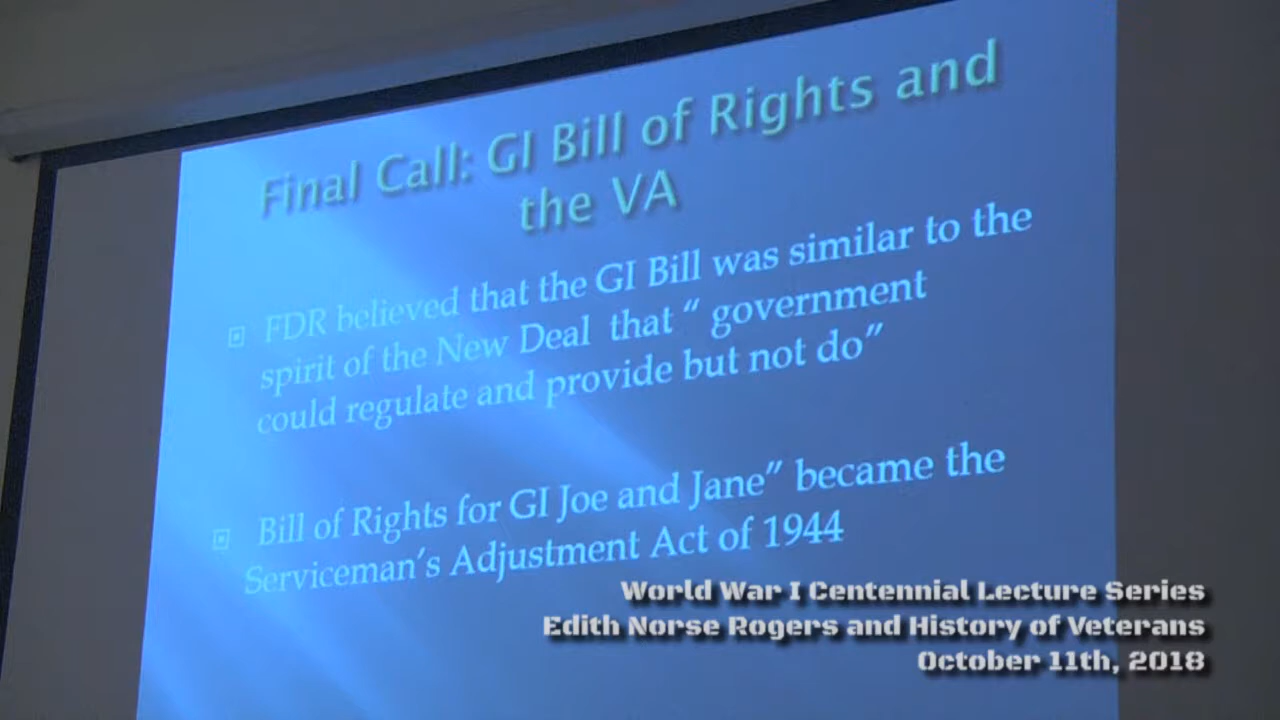 Final Call: GI Bill of Rights and
the VA
FDR believed that the GI Bill was similar to the
spirit of the New Deal that “ government
could regulate and provide but not do”
Bill of Rights for GI Joe and Jane” became the
Serviceman’s Adjustment Act of 1944
World War I Centennial Lecture Series
Edith Norse Rogers and History of Veterans
October 11th, 2018